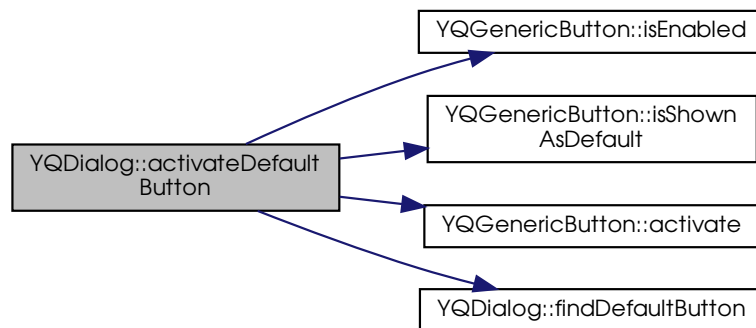 YQDialog::activateDefault
Button
YQGenericButton::isEnabled
YQGenericButton::isShown
AsDefault
YQGenericButton::activate
YQDialog::findDefaultButton